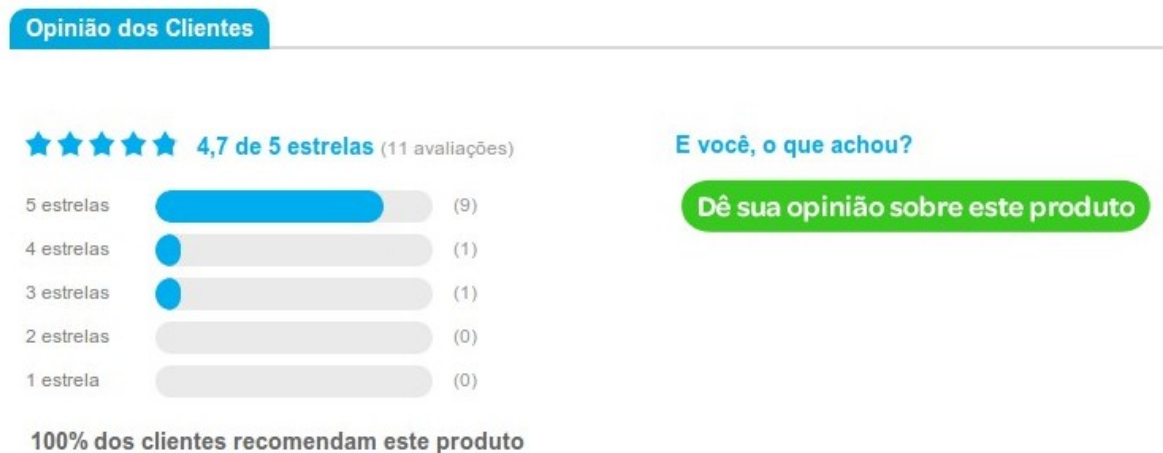 Opinião dos Clientes
4,7 de 5 estrelas (11 avaliações)
5 estrelas (9)
4 estrelas (1)
3 estrelas (1)
2 estrelas (0)
1 estrela (0)
100% dos clientes recomendam este produto
E você, o que achou?
Dê sua opinião sobre este produto